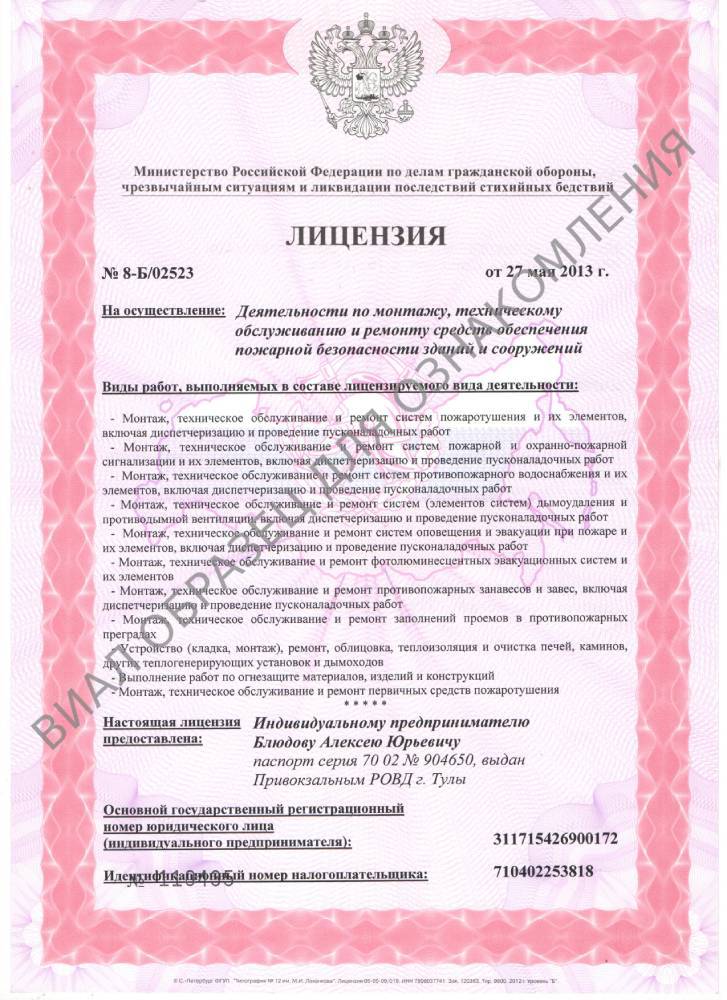 Министерство Российской Федерации по делам гражданской обороны,
чрезвычайным ситуациям и ликвидации последствий стихийных бедствий
ЛИЦЕНЗИЯ
№ 8-Б/02523 от 27 мая 2013 г.
На осуществление: Деятельности по монтажу, техническому
обслуживанию и ремонту средств обеспечения
пожарной безопасности зданий и сооружений
Виды работ, выполняемых в составе лицензируемого вида деятельности:
- Монтаж, техническое обслуживание и ремонт систем пожаротушения и их элементов,
включая диспетчеризацию и проведение пусконаладочных работ
- Монтаж, техническое обслуживание и ремонт систем пожарной и охранно-пожарной
сигнализации и их элементов, включая диспетчеризацию и проведение пусконаладочных работ
- Монтаж, техническое обслуживание и ремонт систем противопожарного водоснабжения и их
элементов, включая диспетчеризацию и проведение пусконаладочных работ
- Монтаж, техническое обслуживание и ремонт систем (элементов систем) дымоудаления и
противодымной вентиляции, включая диспетчеризацию и проведение пусконаладочных работ
- Монтаж, техническое обслуживание и ремонт систем оповещения и эвакуации при пожаре и
их элементов, включая диспетчеризацию и проведение пусконаладочных работ
- Монтаж, техническое обслуживание и ремонт фотолюминесцентных эвакуационных систем и
их элементов
- Монтаж, техническое обслуживание и ремонт противопожарных занавесов и завес, включая
диспетчеризацию и проведение пусконаладочных работ
- Монтаж, техническое обслуживание и ремонт заполнений проемов в противопожарных
преградах
- Устройство (кладка, монтаж), ремонт, облицовка, теплоизоляция и очистка печей, каминов,
других теплогенерирующих установок и дымоходов
- Выполнение работ по огнезащите материалов, изделий и конструкций
- Монтаж, техническое обслуживание и ремонт первичных средств пожаротушения
* * * * *
Настоящая лицензия Индивидуальному предпринимателю
предоставлена: Блюдову Алексею Юрьевичу
паспорт серия 70 02 № 904650, выдан
Привокзальным РОВД г. Тулы
Основной государственный регистрационный
номер юридического лица
(индивидуального предпринимателя): 311715426900172
Идентификационный номер налогоплательщика: 710402253818
ВИАЛ ОБРАЗЕЦ ДЛЯ ОЗНАКОМЛЕНИЯ